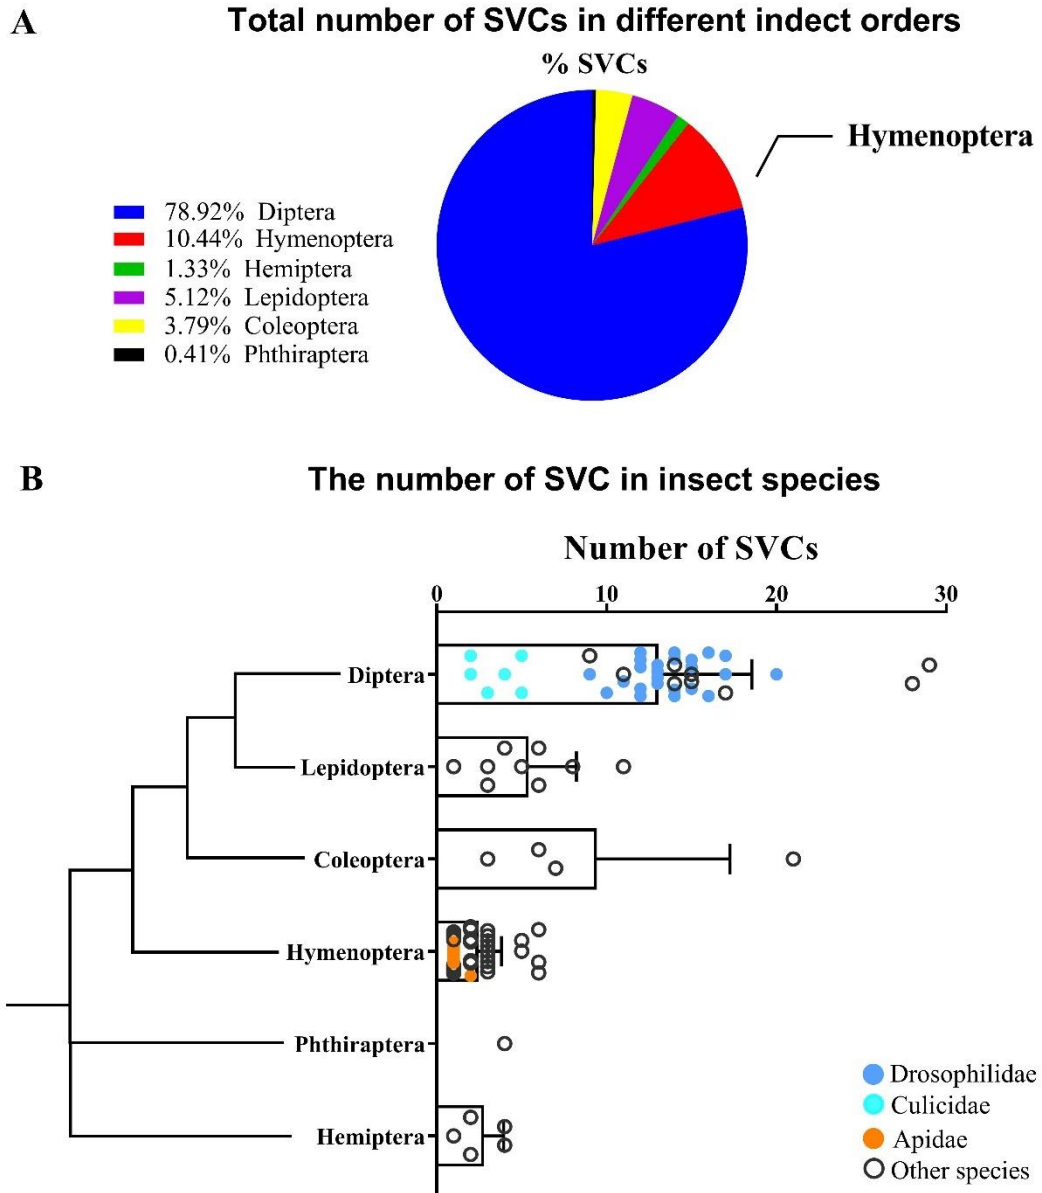 A
Total number of SVCs in different indect orders
% SVCs
Hymenoptera
78.92% Diptera
10.44% Hymenoptera
1.33% Hemiptera
5.12% Lepidoptera
3.79% Coleoptera
0.41% Phthiraptera
B
The number of SVC in insect species
Number of SVCs
0 10 20 30
Diptera
Lepidoptera
Coleoptera
Hymenoptera
Phthiraptera
Hemiptera
Drosophilidae
Culicidae
Apidae
Other species